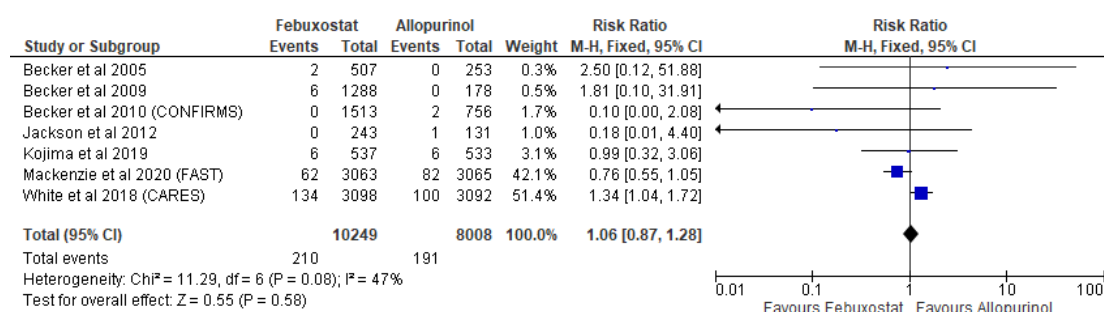 Febuxostat Allopurinol Risk Ratio Risk Ratio
Study or Subgroup Events Total Events Total Weight M-H, Fixed, 95% CI M-H, Fixed, 95% CI
Becker et al 2005 2 507 0 253 0.3% 2.50 [0.12, 51.88]
Becker et al 2009 6 1288 0 178 0.5% 1.81 [0.10, 31.91]
Becker et al 2010 (CONFIRMS) 0 1513 2 756 1.7% 0.10 [0.00, 2.08]
Jackson et al 2012 0 243 1 131 1.0% 0.18 [0.01, 4.40]
Kojima et al 2019 6 537 6 533 3.1% 0.99 [0.32, 3.06]
Mackenzie et al 2020 (FAST) 62 3063 82 3065 42.1% 0.76 [0.55, 1.05]
White et al 2018 (CARES) 134 3098 100 3092 51.4% 1.34 [1.04, 1.72]
Total (95% CI) 10249 8008 100.0% 1.06 [0.87, 1.28]
Total events 210 191
Heterogeneity: Chi² = 11.29, df = 6 (P = 0.08); I² = 47%
Test for overall effect: Z = 0.55 (P = 0.58)
0.01 0.1 1 10 100
Favours Febuxostat Favours Allopurinol